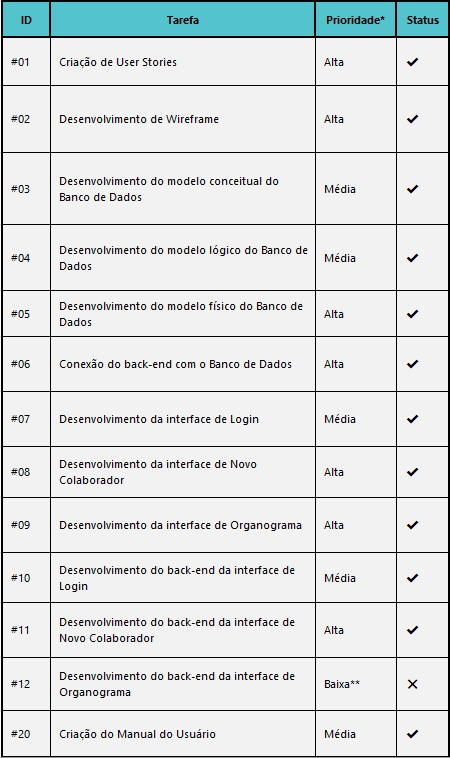 ID Tarefa Prioridade* Status
#01 Criação de User Stories Alta ✔
#02 Desenvolvimento de Wireframe Alta ✔
#03 Desenvolvimento do modelo conceitual do Média ✔
Banco de Dados
#04 Desenvolvimento do modelo lógico do Banco de Média ✔
Dados
#05 Desenvolvimento do modelo físico do Banco de Alta ✔
Dados
#06 Conexão do back-end com o Banco de Dados Alta ✔
#07 Desenvolvimento da interface de Login Média ✔
#08 Desenvolvimento da interface de Novo Alta ✔
Colaborador
#09 Desenvolvimento da interface de Organograma Alta ✔
#10 Desenvolvimento do back-end da interface de Média ✔
Login
#11 Desenvolvimento do back-end da interface de Alta ✔
Novo Colaborador
#12 Desenvolvimento do back-end da interface de Baixa** ✕
Organograma
#20 Criação do Manual do Usuário Média ✔